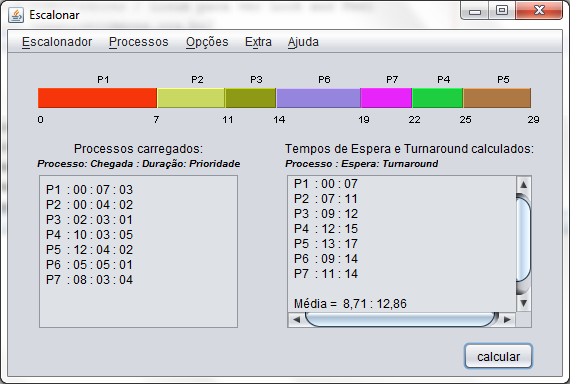 Escalonar
Escalonador Processos Opções Extra Ajuda
P1 P2 P3 P6 P7 P4 P5
0 7 11 14 19 22 25 29
Processos carregados:
Processo: Chegada : Duração: Prioridade
P1 : 00 : 07 : 03
P2 : 00 : 04 : 02
P3 : 02 : 03 : 01
P4 : 10 : 03 : 05
P5 : 12 : 04 : 02
P6 : 05 : 05 : 01
P7 : 08 : 03 : 04
Tempos de Espera e Turnaround calculados:
Processo : Espera: Turnaround
P1 : 00 : 07
P2 : 07 : 11
P3 : 09 : 12
P4 : 12 : 15
P5 : 13 : 17
P6 : 09 : 14
P7 : 11 : 14
Média = 8,71 : 12,86
calcular